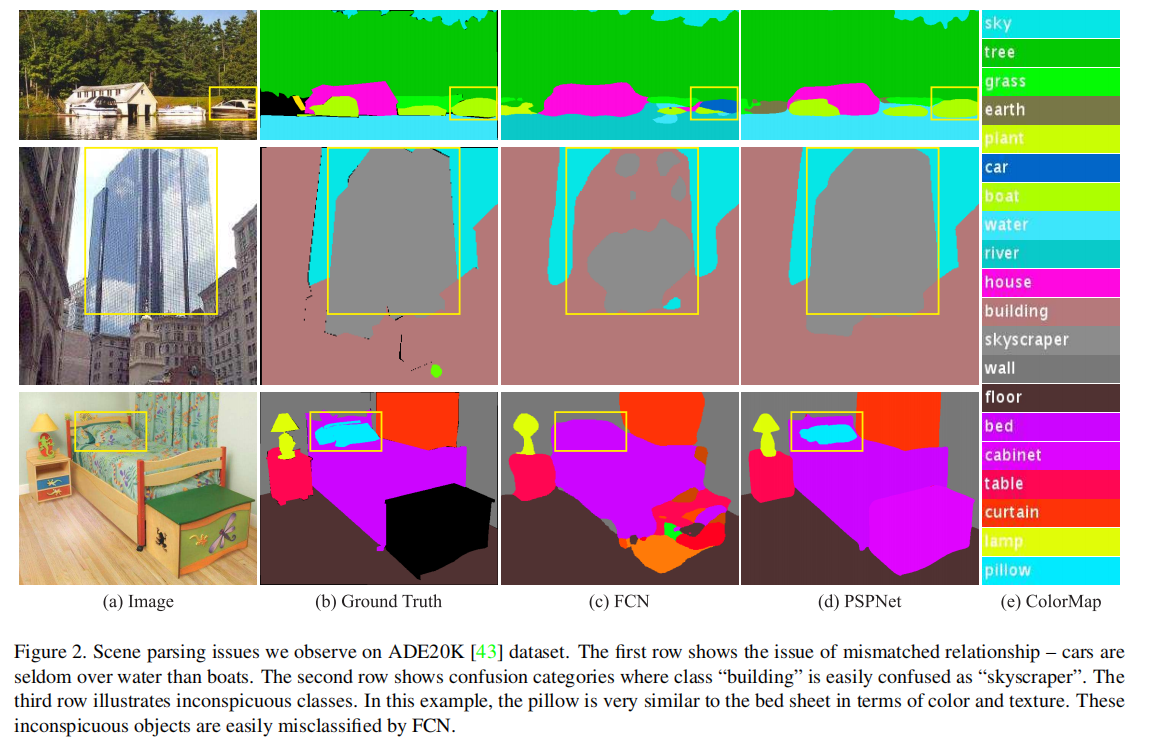 sky
tree
grass
earth
plant
car
boat
water
river
house
building
skyscraper
wall
floor
bed
cabinet
table
curtain
lamp
pillow
(a) Image
(b) Ground Truth
(c) FCN
(d) PSPNet
(e) ColorMap
Figure 2. Scene parsing issues we observe on ADE20K [43] dataset. The first row shows the issue of mismatched relationship – cars are
seldom over water than boats. The second row shows confusion categories where class “building” is easily confused as “skyscraper”. The
third row illustrates inconspicuous classes. In this example, the pillow is very similar to the bed sheet in terms of color and texture. These
inconspicuous objects are easily misclassified by FCN.